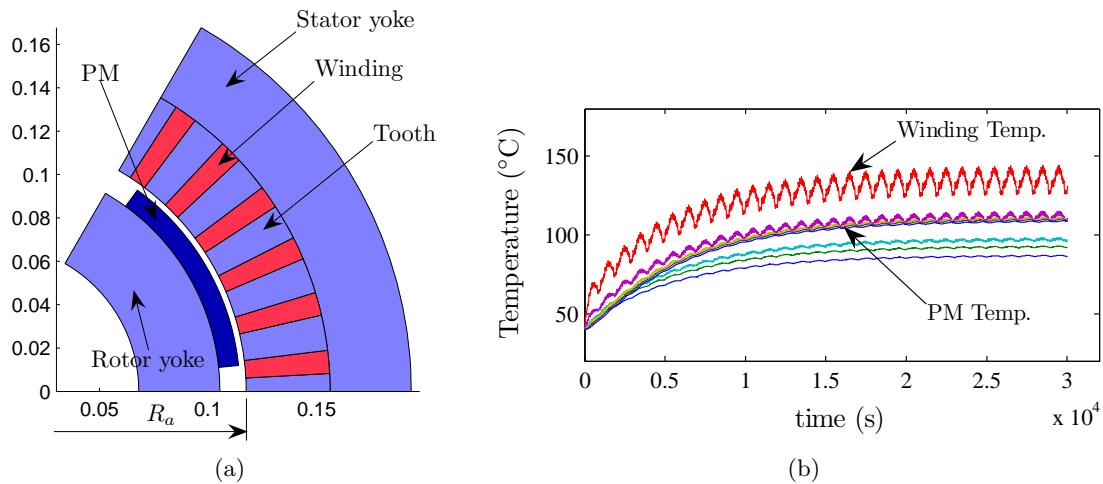 Stator yoke
PM
Winding
Tooth
Rotor yoke
0.16
0.14
0.12
0.1
0.08
0.06
0.04
0.02
0
0.05
0.1
0.15
R_a
(a)
Temperature (°C)
150
100
50
Winding Temp.
PM Temp.
0
0.5
1
1.5
2
2.5
3
x 10^4
time (s)
(b)